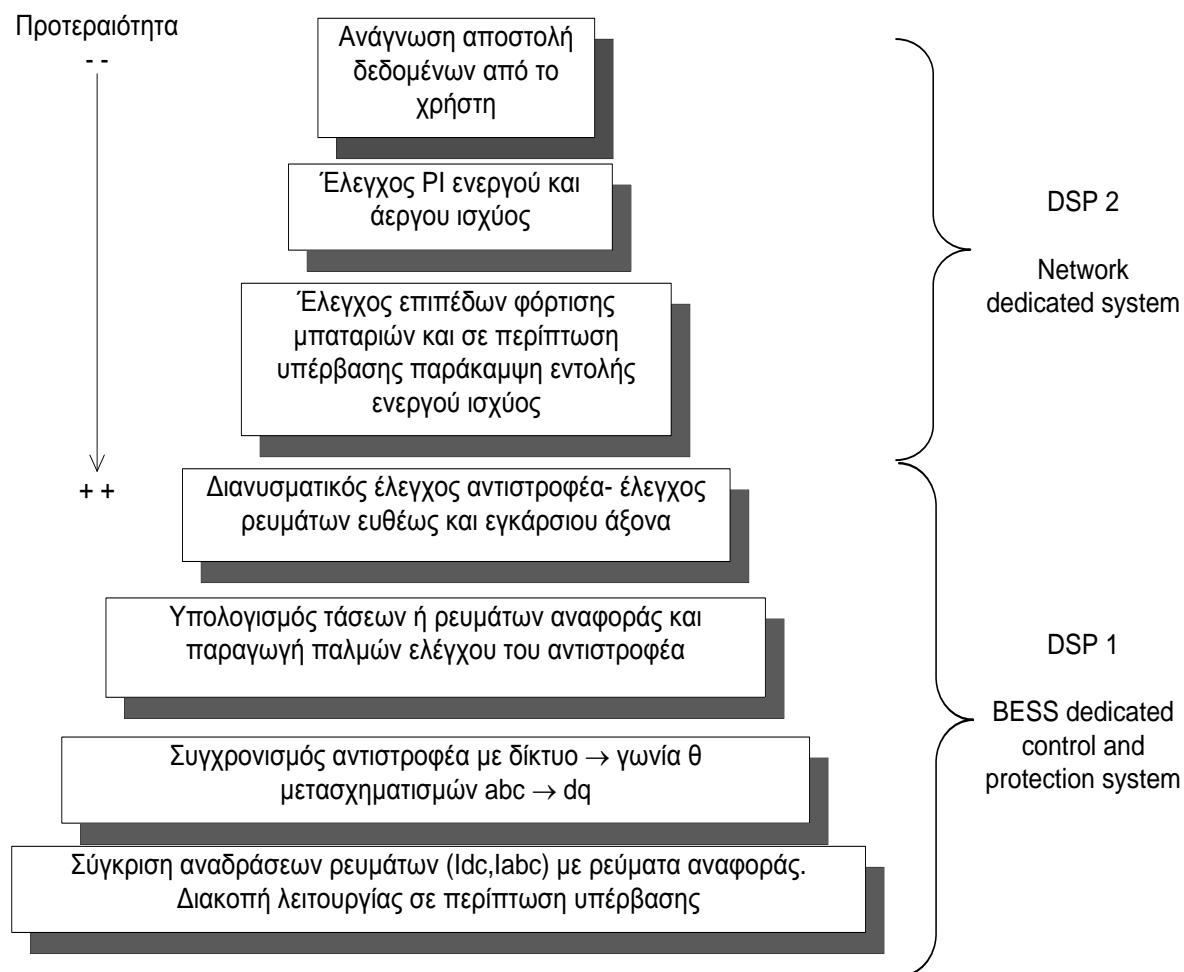 Προτεραιότητα
- -
Ανάγνωση αποστολή
δεδομένων από το
χρήστη
Έλεγχος PI ενεργού και
άεργου ισχύος
DSP 2
Network
dedicated system
Έλεγχος επιπέδων φόρτισης
μπαταριών και σε περίπτωση
υπέρβασης παράκαμψη εντολής
ενεργού ισχύος
+ +
Διανυσματικός έλεγχος αντιστροφέα- έλεγχος
ρευμάτων ευθέως και εγκάρσιου άξονα
Υπολογισμός τάσεων ή ρευμάτων αναφοράς και
παραγωγή παλμών ελέγχου του αντιστροφέα
DSP 1
BESS dedicated
control and
protection system
Συγχρονισμός αντιστροφέα με δίκτυο → γωνία θ
μετασχηματισμών abc → dq
Σύγκριση αναδράσεων ρευμάτων (Idc,Iabc) με ρεύματα αναφοράς.
Διακοπή λειτουργίας σε περίπτωση υπέρβασης